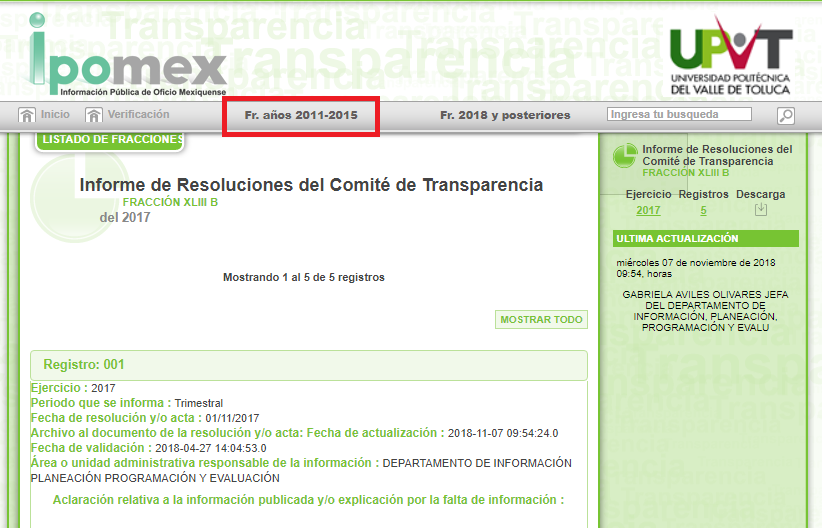 ipomex
Información Pública de Oficio Mexiquense
UPVT
UNIVERSIDAD POLITÉCNICA
DEL VALLE DE TOLUCA
Inicio
Verificación
Fr. años 2011-2015
Fr. 2018 y posteriores
Ingresa tu busqueda
LISTADO DE FRACCIONES
Informe de Resoluciones del Comité de Transparencia
FRACCIÓN XLIII B
del 2017
Mostrando 1 al 5 de 5 registros
MOSTRAR TODO
Registro: 001
Ejercicio : 2017
Periodo que se informa : Trimestral
Fecha de resolución y/o acta : 01/11/2017
Archivo al documento de la resolución y/o acta: Fecha de actualización : 2018-11-07 09:54:24.0
Fecha de validación : 2018-04-27 14:04:53.0
Área o unidad administrativa responsable de la información : DEPARTAMENTO DE INFORMACIÓN
PLANEACIÓN PROGRAMACIÓN Y EVALUACIÓN
Aclaración relativa a la información publicada y/o explicación por la falta de información :
Informe de Resoluciones del
Comité de Transparencia
FRACCIÓN XLIII B
Ejercicio Registros Descarga
2017 5
ULTIMA ACTUALIZACIÓN
miércoles 07 de noviembre de 2018
09:54, horas
GABRIELA AVILES OLIVARES JEFA
DEL DEPARTAMENTO DE
INFORMACIÓN, PLANEACIÓN,
PROGRAMACIÓN Y EVALU